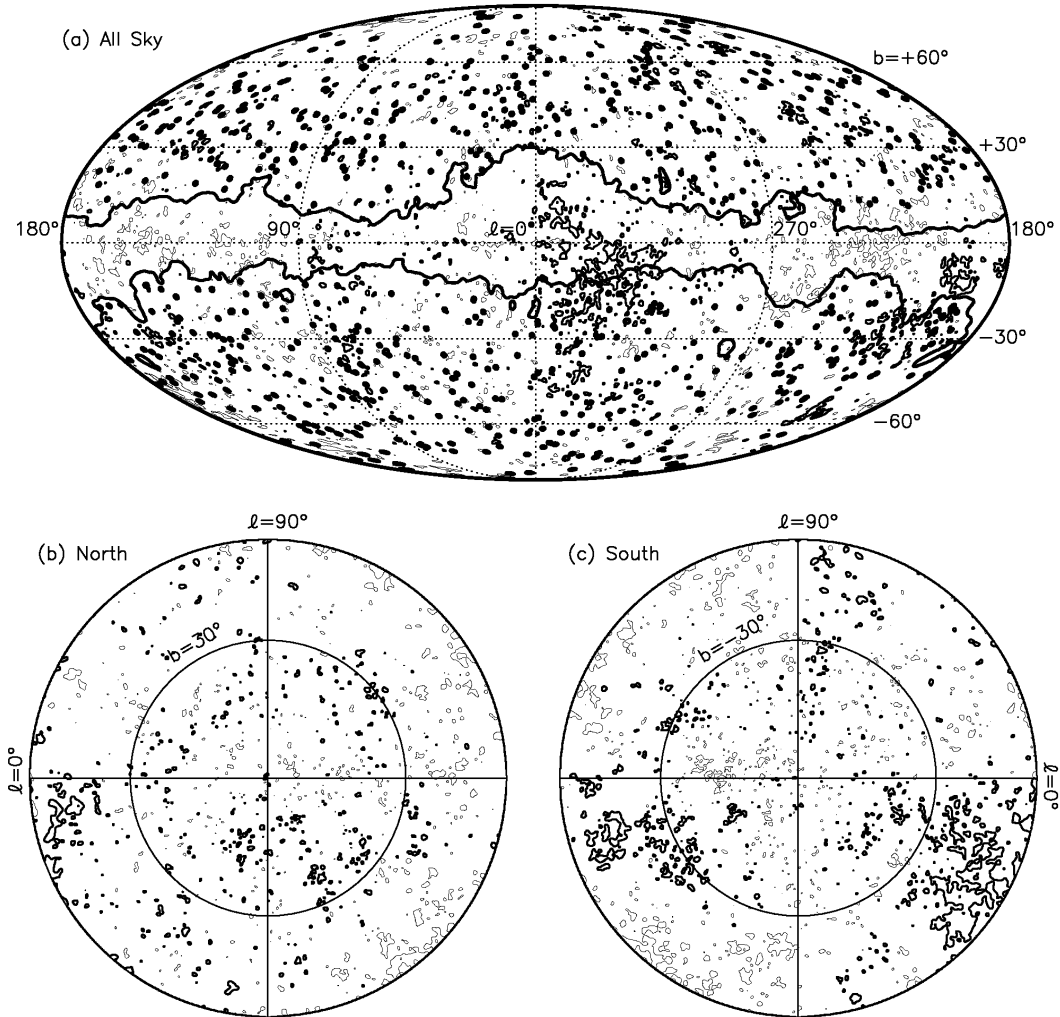 (a) All Sky
b=+60°
+30°
180°
90°
ℓ=0°
270°
180°
−30°
−60°
ℓ=90°
ℓ=90°
(b) North
(c) South
b=30°
b=−30°
ℓ=0°
ℓ=0°